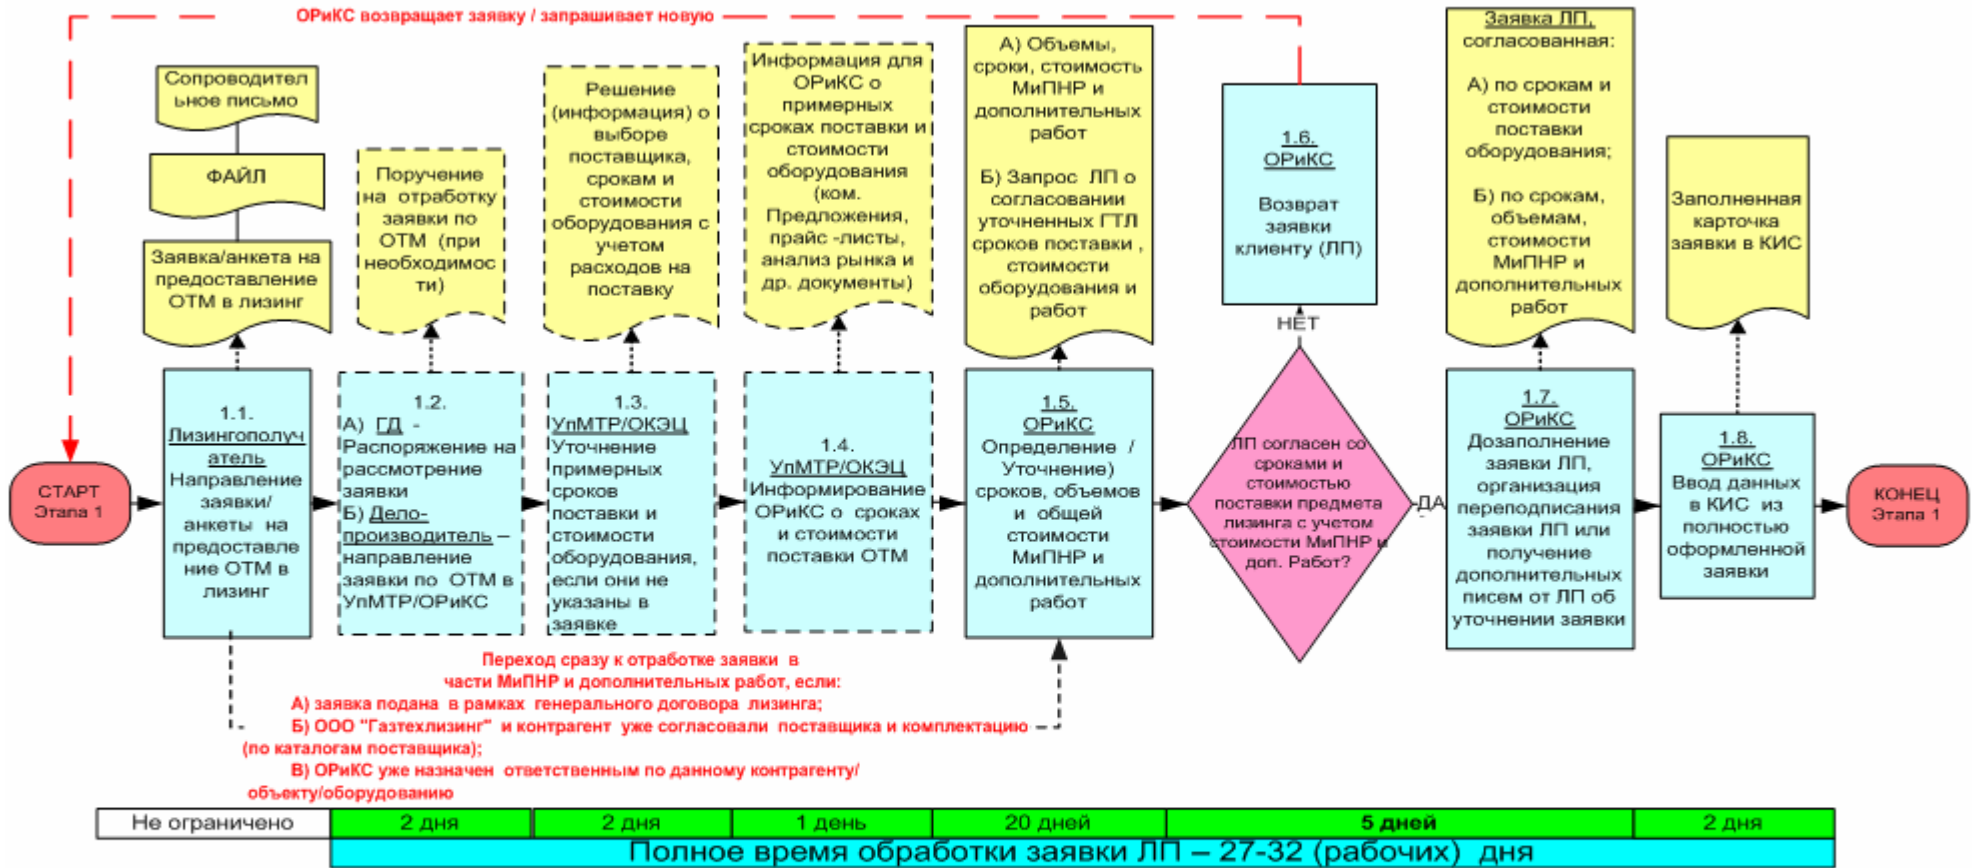 ОРиКС возвращает заявку / запрашивает новую
Сопроводител
ьное письмо
ФАЙЛ
Заявка/анкета на
предоставление
ОТМ в лизинг
Поручение
на отработку
заявки по
ОТМ (при
необходимос
ти)
Решение
(информация) о
выборе
поставщика,
срокам и
стоимости
оборудования с
учетом
расходов на
поставку
Информация для
ОРиКС о
примерных
сроках поставки и
стоимости
оборудования
(ком.
Предложения,
прайс -листы,
анализ рынка и
др. документы)
А) Объемы,
сроки, стоимость
МиПНР и
дополнительных
работ
Б) Запрос ЛП о
согласовании
уточненных ГТЛ
сроков поставки ,
стоимости
оборудования и
работ
1.6.
ОРиКС
Возврат
заявки
клиенту (ЛП)
НЕТ
Заявка ЛП,
согласованная:
А) по срокам и
стоимости
поставки
оборудования;
Б) по срокам,
объемам,
стоимости
МиПНР и
дополнительных
работ
Заполненная
карточка
заявки в КИС
СТАРТ
Этапа 1
1.1.
Лизингополуч
атель
Направление
заявки/
анкеты на
предоставле
ние ОТМ в
лизинг
1.2.
А) ГД -
Распоряжение на
рассмотрение
заявки
Б) Дело-
производитель –
направление
заявки по ОТМ в
УпМТР/ОРиКС
1.3.
УпМТР/ОКЭЦ
Уточнение
примерных
сроков
поставки и
стоимости
оборудования,
если они не
указаны в
заявке
1.4.
УпМТР/ОКЭЦ
Информирование
ОРиКС о сроках
и стоимости
поставки ОТМ
1.5.
ОРиКС
Определение /
Уточнение)
сроков, объемов
и общей
стоимости
МиПНР и
дополнительных
работ
ЛП согласен со
сроками и
стоимостью
поставки предмета
лизинга с учетом
стоимости МиПНР и
доп. Работ?
ДА
1.7.
ОРиКС
Дозаполнение
заявки ЛП,
организация
переподписания
заявки ЛП или
получение
дополнительных
писем от ЛП об
уточнении заявки
1.8.
ОРиКС
Ввод данных
в КИС из
полностью
оформленной
заявки
КОНЕЦ
Этапа 1
Переход сразу к отработке заявки в
части МиПНР и дополнительных работ, если:
А) заявка подана в рамках генерального договора лизинга;
Б) ООО "Газтехлизинг" и контрагент уже согласовали поставщика и комплектацию
(по каталогам поставщика);
В) ОРиКС уже назначен ответственным по данному контрагенту/
объекту/оборудованию
Не ограничено
2 дня
2 дня
1 день
20 дней
5 дней
2 дня
Полное время обработки заявки ЛП – 27-32 (рабочих) дня